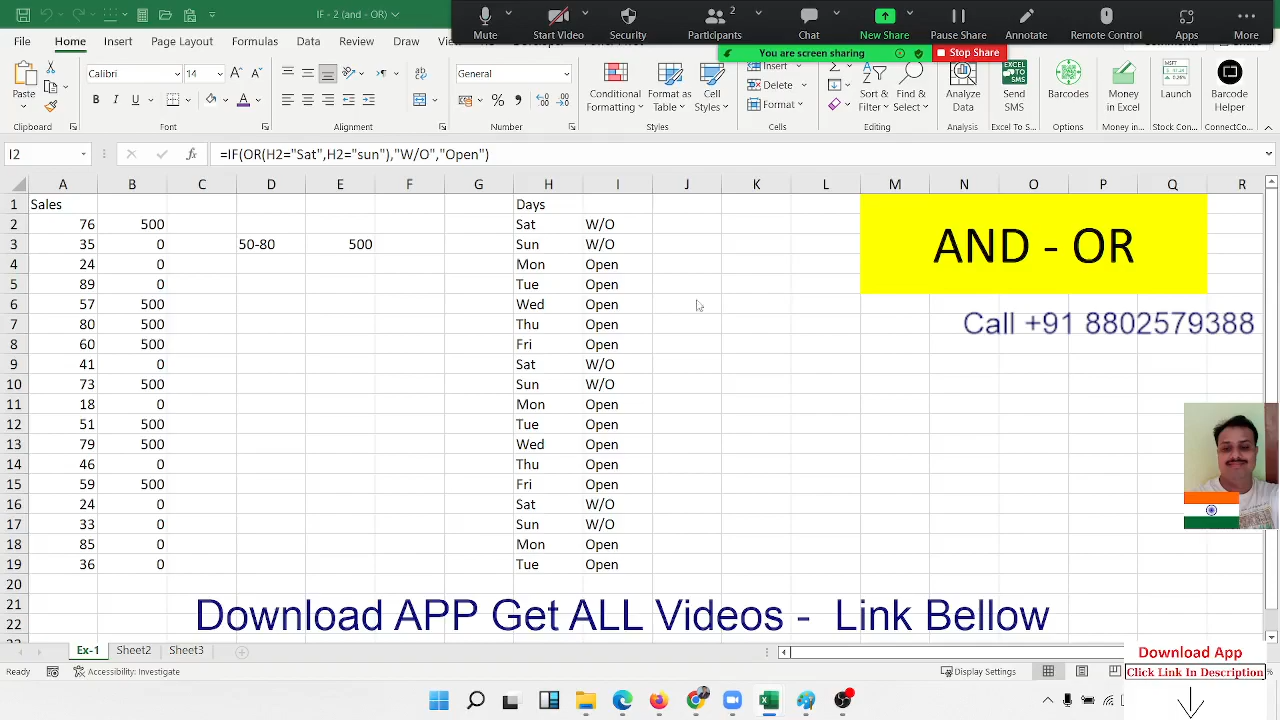 IF - 2 (and - OR)
Mute
Start Video
Security
2
Participants
Chat
New Share
Pause Share
Annotate
Remote Control
Apps
More
You are screen sharing
Stop Share
File Home Insert Page Layout Formulas Data Review View Draw
Paste
Calibri 14
B I U
General
Conditional Formatting
Format as Table
Cell Styles
Insert
Delete
Format
Sort & Filter
Find & Select
Analyze Data
Send SMS
Barcodes
Money in Excel
Launch
Barcode Helper
Clipboard Font Alignment Number Styles Cells Editing Analysis
I2 fx =IF(OR(H2="Sat",H2="sun"),"W/O","Open")
A B C D E F G H I J K L M N O P Q R
1 Sales Days
2 76 500 Sat W/O
3 35 0 50-80 500 Sun W/O
4 24 0 Mon Open
5 89 0 Tue Open
6 57 500 Wed Open
7 80 500 Thu Open
8 60 500 Fri Open
9 41 0 Sat W/O
10 73 500 Sun W/O
11 18 0 Mon Open
12 51 500 Tue Open
13 79 500 Wed Open
14 46 0 Thu Open
15 59 500 Fri Open
16 24 0 Sat W/O
17 33 0 Sun W/O
18 85 0 Mon Open
19 36 0 Tue Open
20
21
22
AND - OR
Call +91 8802579388
Download APP Get ALL Videos - Link Bellow
Ex-1 Sheet2 Sheet3
Download App
Click Link In Description
Ready
Accessibility: Investigate
Display Settings